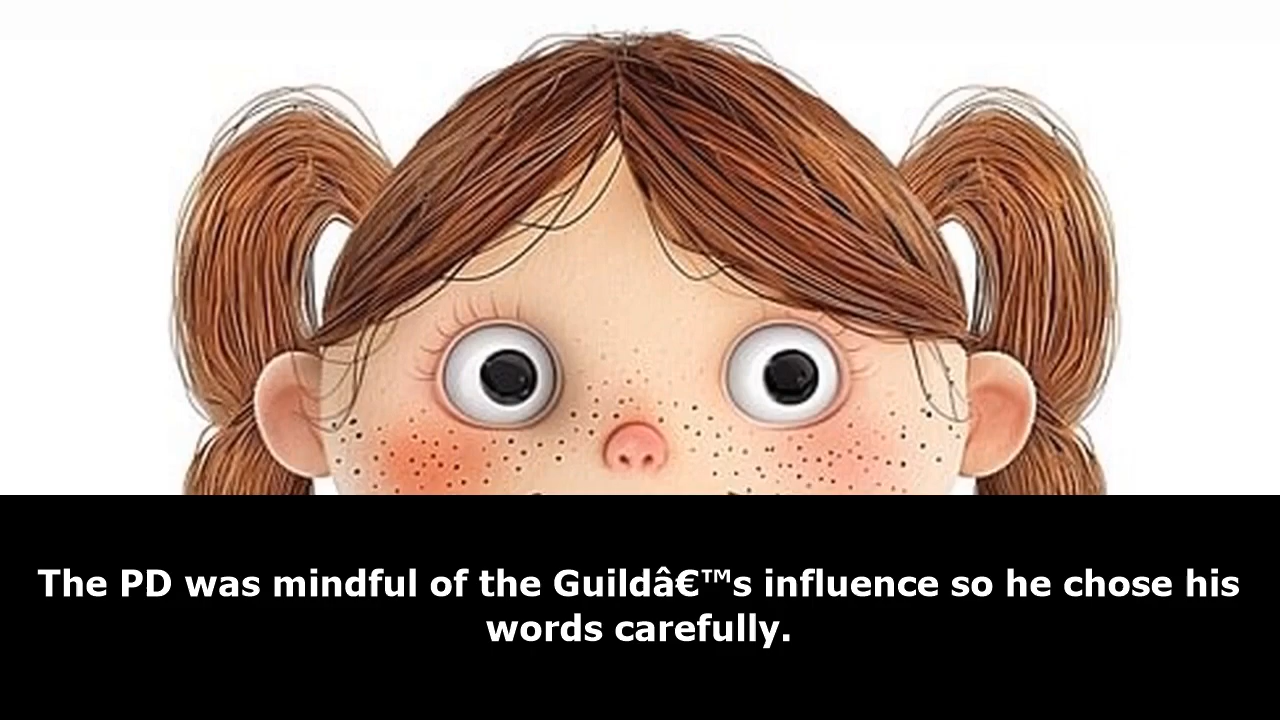 The PD was mindful of the Guildâ€™s influence so he chose his
words carefully.